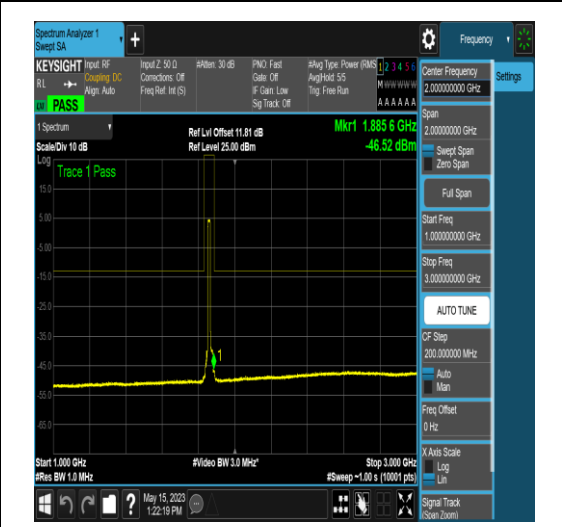 Spectrum Analyzer 1
Swept SA
+
Frequency
KEYSIGHT
RL
Align: Auto
Input: RF
Coupling: DC
Input Z: 50 Ω
Corrections: Off
Freq Ref: Int (S)
#Atten: 30 dB
PNO: Fast
Gate: Off
IF Gain: Low
Sig Track: Off
#Avg Type: Power (RMS)
Avg|Hold: 5/5
Trig: Free Run
1 2 3 4 5 6
M W W W W W
A A A A A A
PASS
1 Spectrum
Scale/Div 10 dB
Ref Lvl Offset 11.81 dB
Ref Level 25.00 dBm
Mkr1 1.885 6 GHz
-46.52 dBm
Log
Trace 1 Pass
15.0
5.00
-5.00
-15.0
-25.0
-35.0
-45.0
-55.0
-65.0
1
Start 1.000 GHz
#Res BW 1.0 MHz
#Video BW 3.0 MHz*
Stop 3.000 GHz
#Sweep ~1.00 s (10001 pts)
May 15, 2023
1:22:19 PM
Center Frequency
2.000000000 GHz
Settings
Span
2.00000000 GHz
Swept Span
Zero Span
Full Span
Start Freq
1.000000000 GHz
Stop Freq
3.000000000 GHz
AUTO TUNE
CF Step
200.000000 MHz
Auto
Man
Freq Offset
0 Hz
X Axis Scale
Log
Lin
Signal Track
(Span Zoom)